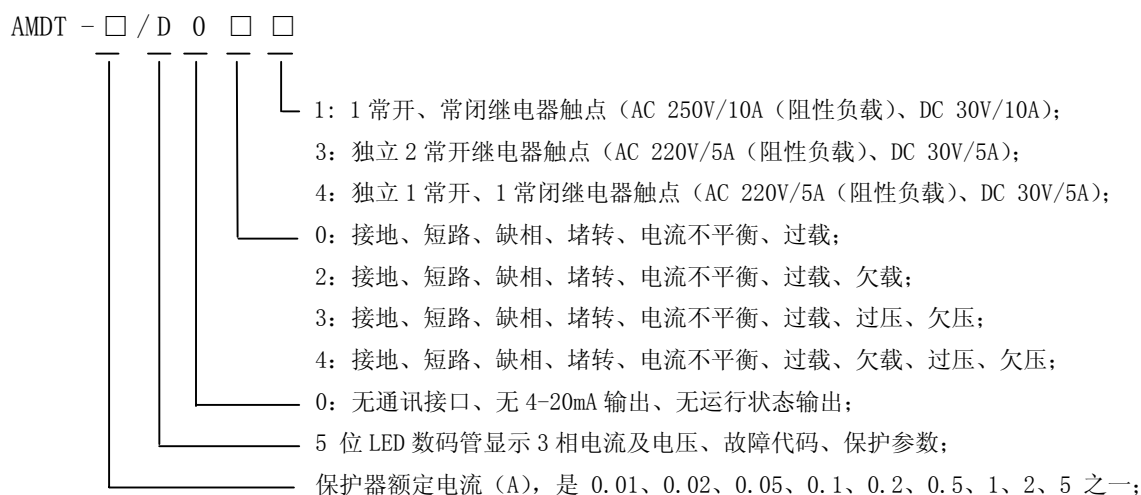 AMDT -□/D 0 □ □
1: 1 常开、常闭继电器触点（AC 250V/10A（阻性负载）、DC 30V/10A）；
3：独立 2 常开继电器触点（AC 220V/5A（阻性负载）、DC 30V/5A）；
4：独立 1 常开、1 常闭继电器触点（AC 220V/5A（阻性负载）、DC 30V/5A）；
0：接地、短路、缺相、堵转、电流不平衡、过载；
2：接地、短路、缺相、堵转、电流不平衡、过载、欠载；
3：接地、短路、缺相、堵转、电流不平衡、过载、过压、欠压；
4：接地、短路、缺相、堵转、电流不平衡、过载、欠载、过压、欠压；
0：无通讯接口、无 4-20mA 输出、无运行状态输出；
5 位 LED 数码管显示 3 相电流及电压、故障代码、保护参数；
保护器额定电流（A），是 0.01、0.02、0.05、0.1、0.2、0.5、1、2、5 之一；